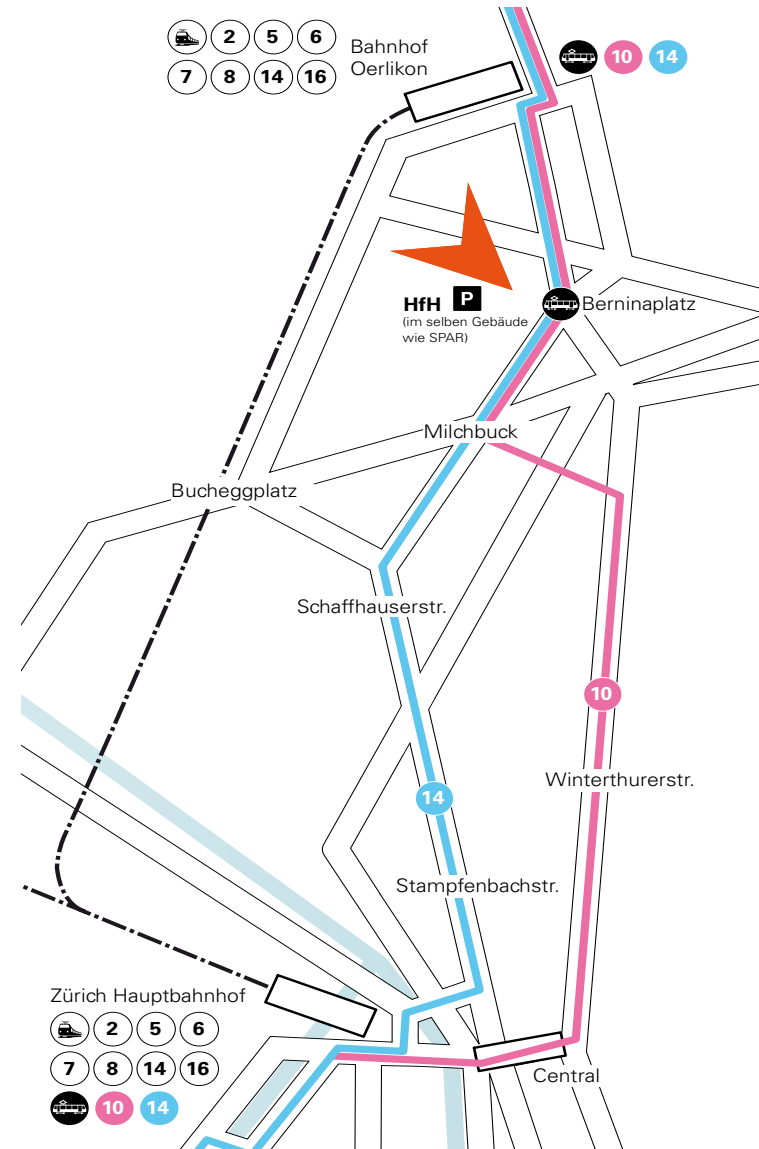 2 5 6
7 8 14 16
Bahnhof
Oerlikon
10 14
HfH P
(im selben Gebäude
wie SPAR)
Berninaplatz
Milchbuck
Bucheggplatz
Schaffhauserstr.
10
Winterthurerstr.
14
Stampfenbachstr.
Zürich Hauptbahnhof
2 5 6
7 8 14 16
10 14
Central